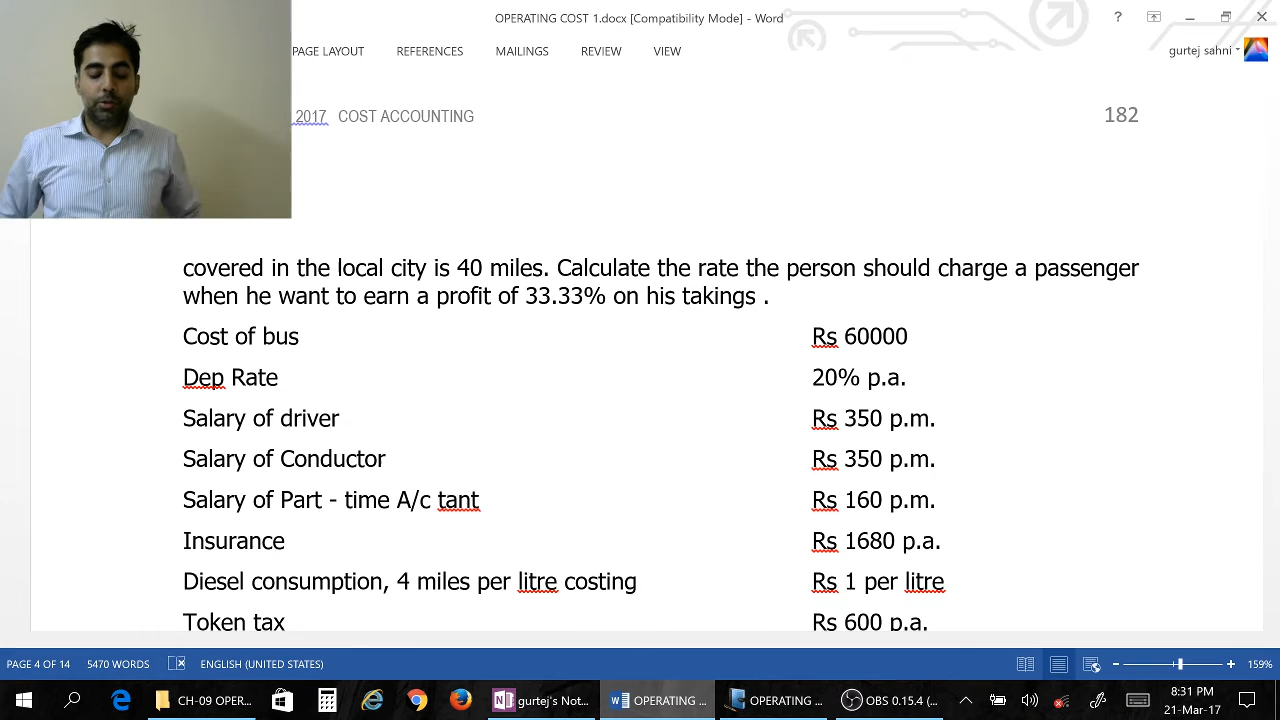 OPERATING COST 1.docx [Compatibility Mode] - Word
?
PAGE LAYOUT REFERENCES MAILINGS REVIEW VIEW
gurtej sahni
2017 COST ACCOUNTING 182
covered in the local city is 40 miles. Calculate the rate the person should charge a passenger
when he want to earn a profit of 33.33% on his takings .
Cost of bus Rs 60000
Dep Rate 20% p.a.
Salary of driver Rs 350 p.m.
Salary of Conductor Rs 350 p.m.
Salary of Part - time A/c tant Rs 160 p.m.
Insurance Rs 1680 p.a.
Diesel consumption, 4 miles per litre costing Rs 1 per litre
Token tax Rs 600 p.a.
PAGE 4 OF 14 5470 WORDS ENGLISH (UNITED STATES) 159%
CH-09 OPER... gurtej's Not... OPERATING ... OPERATING ... OBS 0.15.4 (... 8:31 PM
21-Mar-17